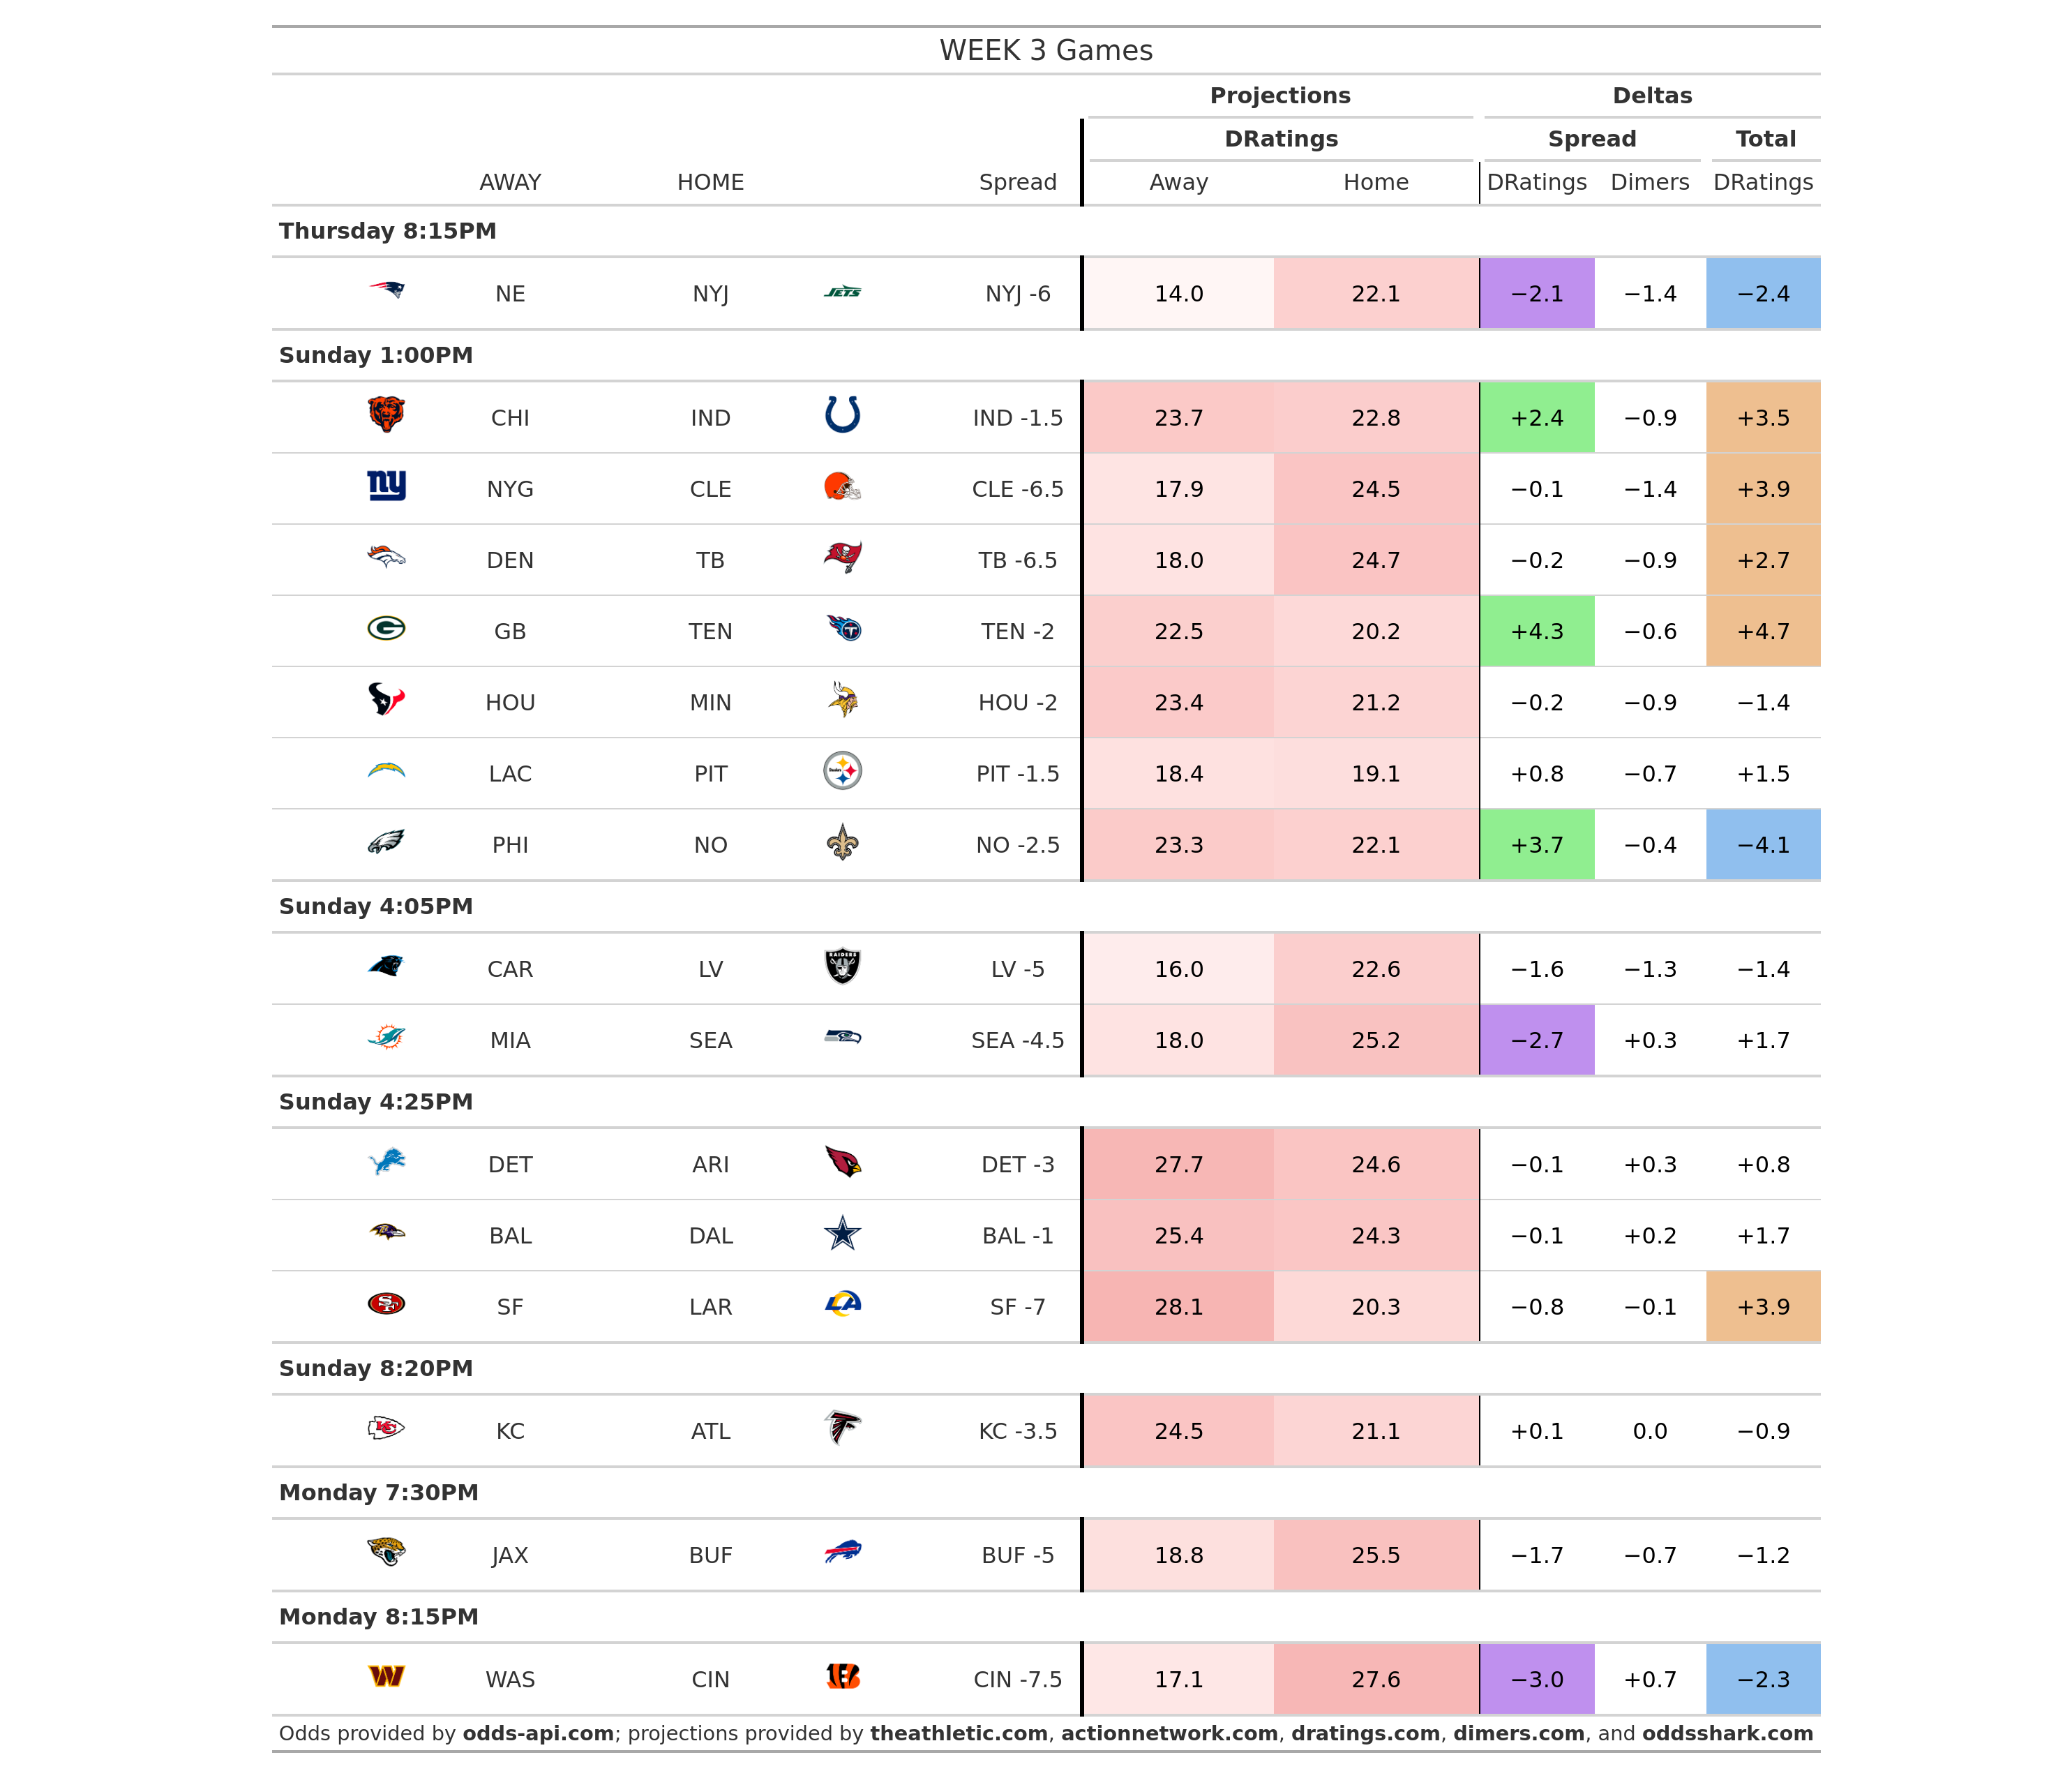 WEEK 3 Games
Projections Deltas
DRatings Spread Total
AWAY HOME Spread Away Home DRatings Dimers DRatings
Thursday 8:15PM
NE NYJ JETS NYJ -6 14.0 22.1 −2.1 −1.4 −2.4
Sunday 1:00PM
CHI IND IND -1.5 23.7 22.8 +2.4 −0.9 +3.5
ny NYG CLE CLE -6.5 17.9 24.5 −0.1 −1.4 +3.9
DEN TB TB -6.5 18.0 24.7 −0.2 −0.9 +2.7
G GB TEN T TEN -2 22.5 20.2 +4.3 −0.6 +4.7
HOU MIN HOU -2 23.4 21.2 −0.2 −0.9 −1.4
LAC PIT Steelers PIT -1.5 18.4 19.1 +0.8 −0.7 +1.5
PHI NO NO -2.5 23.3 22.1 +3.7 −0.4 −4.1
Sunday 4:05PM
CAR LV RAIDERS LV -5 16.0 22.6 −1.6 −1.3 −1.4
MIA SEA SEA -4.5 18.0 25.2 −2.7 +0.3 +1.7
Sunday 4:25PM
DET ARI DET -3 27.7 24.6 −0.1 +0.3 +0.8
BAL DAL BAL -1 25.4 24.3 −0.1 +0.2 +1.7
SF SF LAR LA SF -7 28.1 20.3 −0.8 −0.1 +3.9
Sunday 8:20PM
KC KC ATL KC -3.5 24.5 21.1 +0.1 0.0 −0.9
Monday 7:30PM
JAX BUF BUF -5 18.8 25.5 −1.7 −0.7 −1.2
Monday 8:15PM
W WAS CIN B CIN -7.5 17.1 27.6 −3.0 +0.7 −2.3
Odds provided by odds-api.com; projections provided by theathletic.com, actionnetwork.com, dratings.com, dimers.com, and oddsshark.com